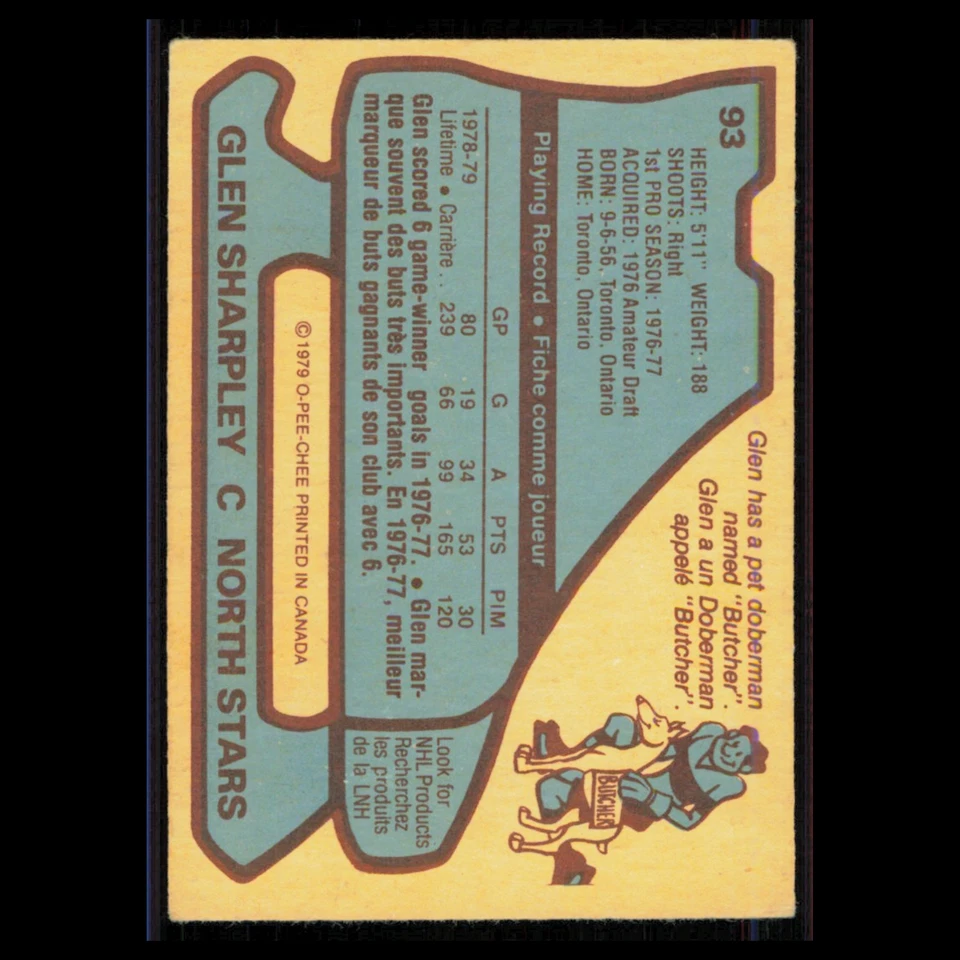 93
HEIGHT: 5'11" WEIGHT: 188
SHOOTS: Right
1st PRO SEASON: 1976-77
ACQUIRED: 1976 Amateur Draft
BORN: 9-6-56, Toronto, Ontario
HOME: Toronto, Ontario
Glen has a pet doberman
named "Butcher".
Glen a un Doberman
appelé "Butcher".
BUTCHER
Playing Record • Fiche comme joueur
GP G A PTS PIM
1978-79 80 19 34 53 30
Lifetime • Carrière .. 239 66 99 165 120
Glen scored 6 game-winner goals in 1976-77. • Glen mar-
que souvent des buts très importants. En 1976-77, meilleur
marqueur de buts gagnants de son club avec 6.
Look for
NHL Products
Recherchez
les produits
de la LNH
©1979 O-PEE-CHEE PRINTED IN CANADA
GLEN SHARPLEY C NORTH STARS